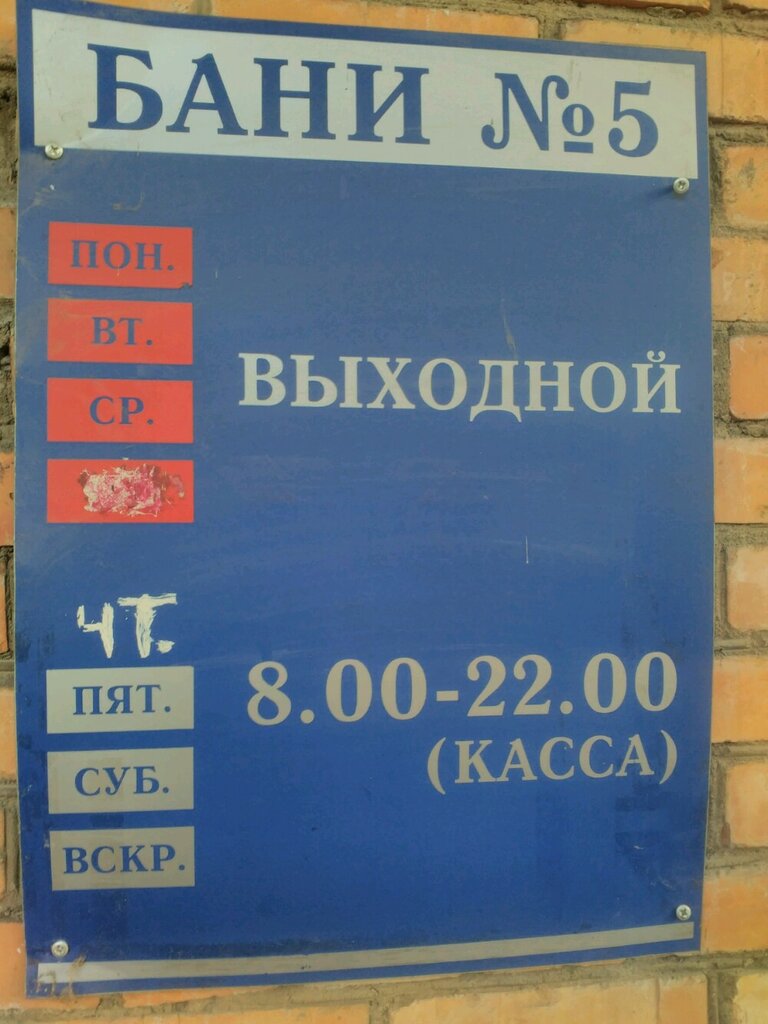 БАНИ №5
ПОН.
ВТ.
СР.
ВЫХОДНОЙ
ЧТ.
ПЯТ.
СУБ.
ВСКР.
8.00-22.00
(КАССА)